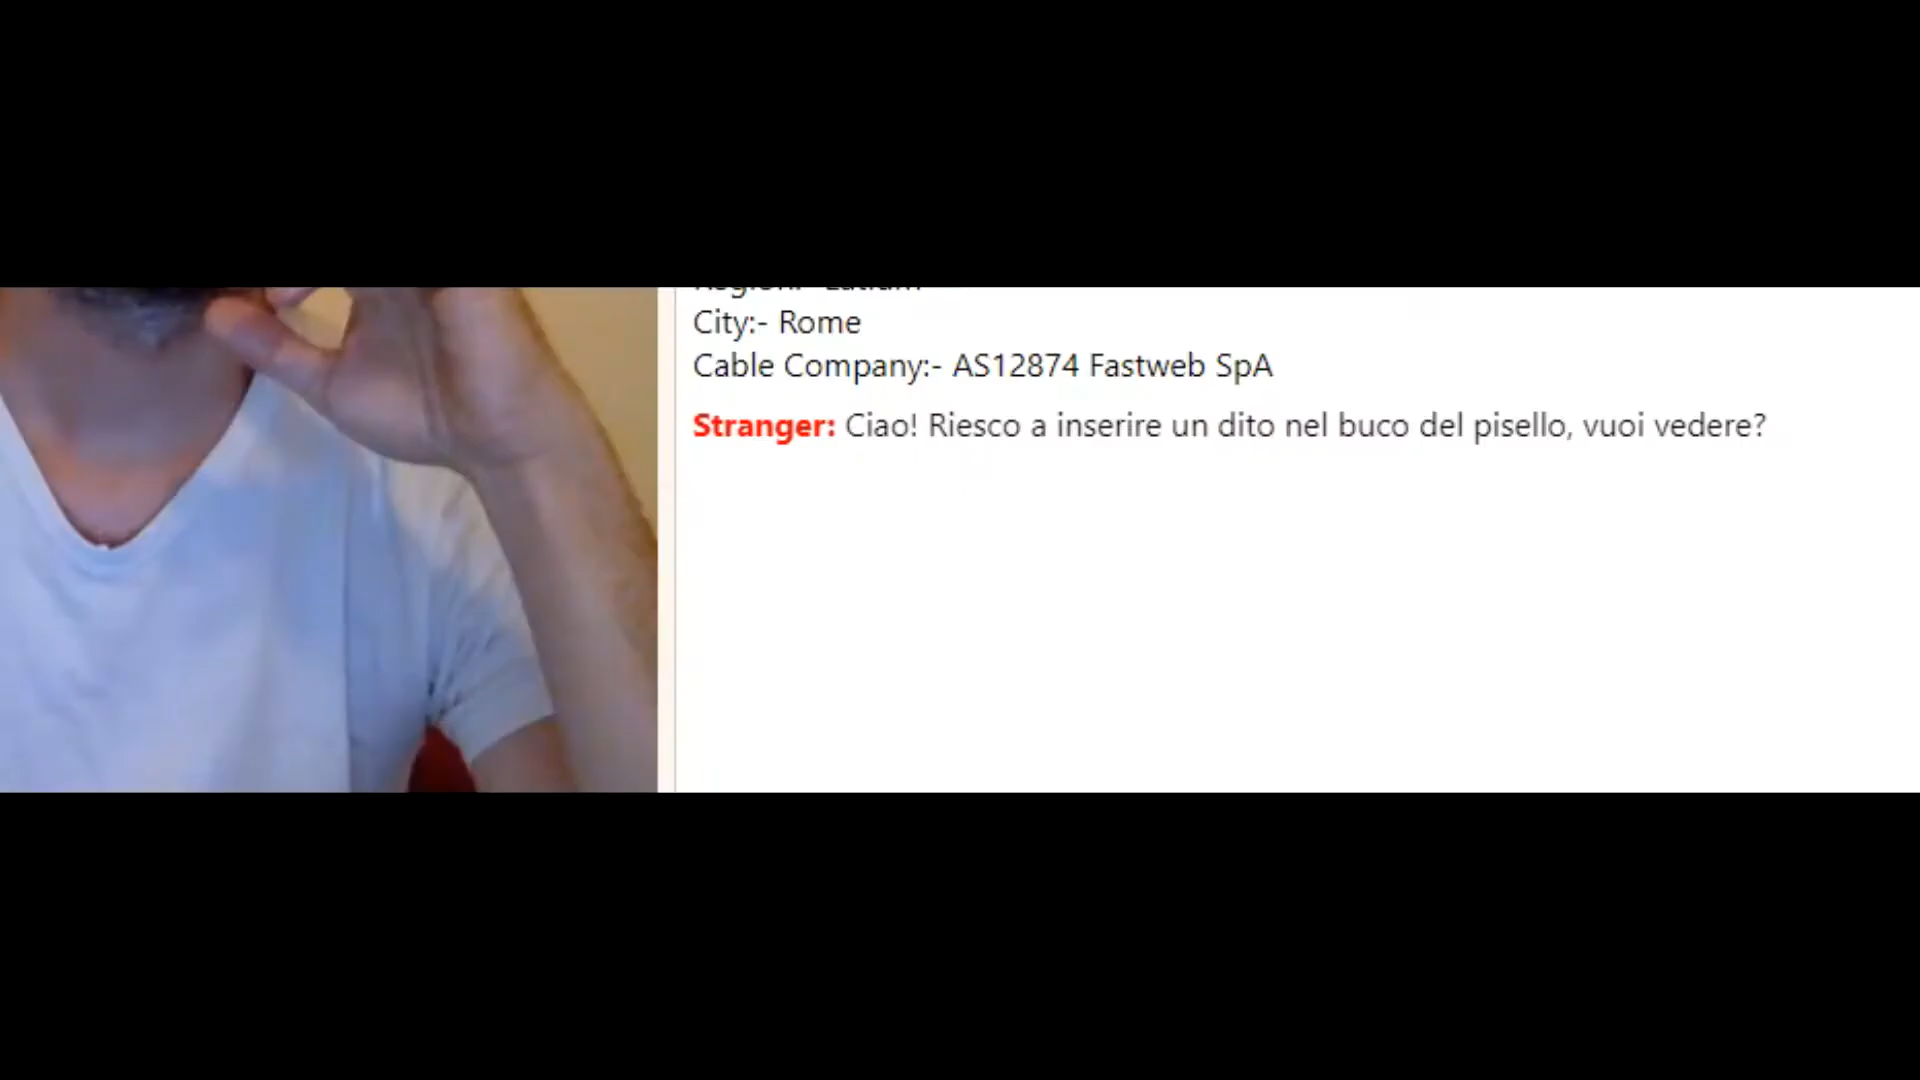 City:- Rome
Cable Company:- AS12874 Fastweb SpA
Stranger: Ciao! Riesco a inserire un dito nel buco del pisello, vuoi vedere?